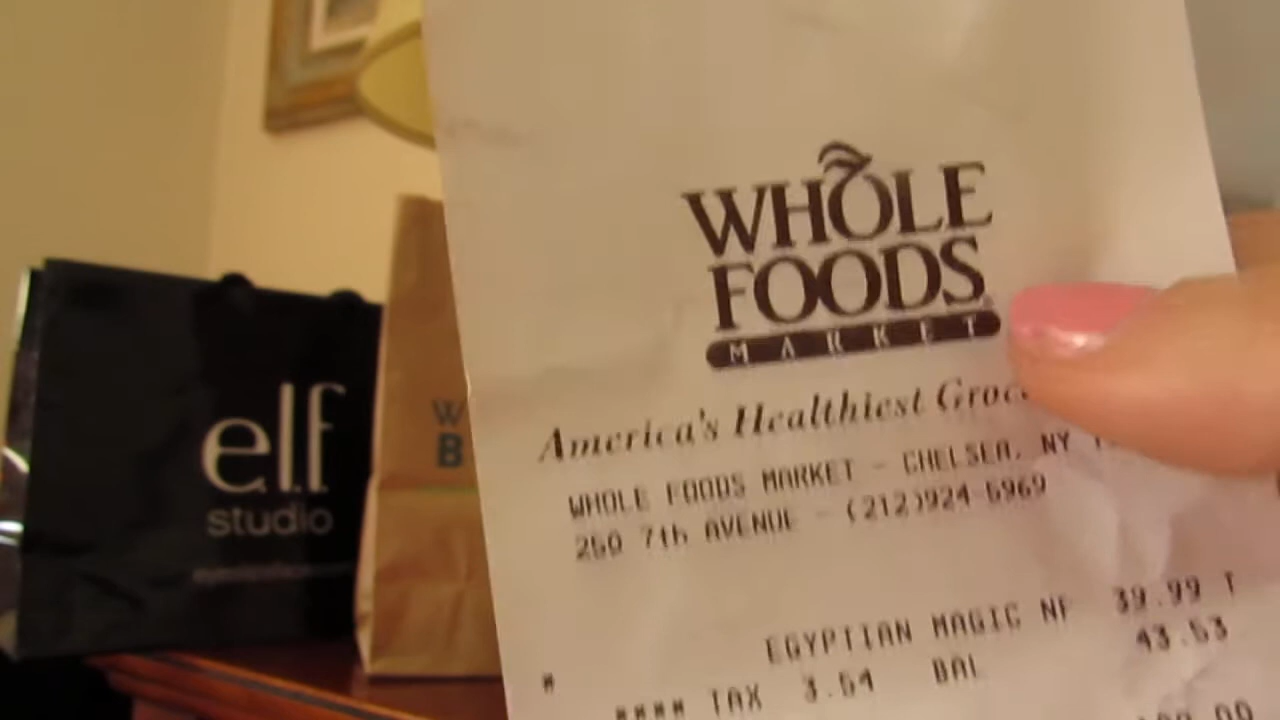 WHOLE
FOODS
MARKET
America's Healthiest
WHOLE FOODS MARKET - CHELSEA, NY
250 7th AVENUE - (212)924-5969
EGYPTIAN MAGIC NF 39.99 T
43.53
# **** TAX 3.54 BAL
elf
studio
W
B